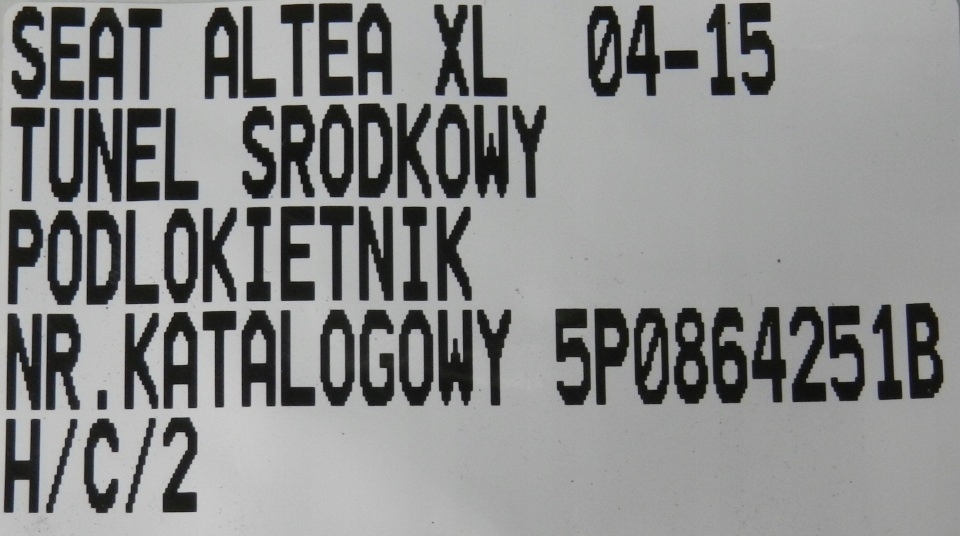 SEAT ALTEA XL 04-15
TUNEL SRODKOWY
PODLOKIETNIK
NR.KATALOGOWY 5P0864251B
H/C/2